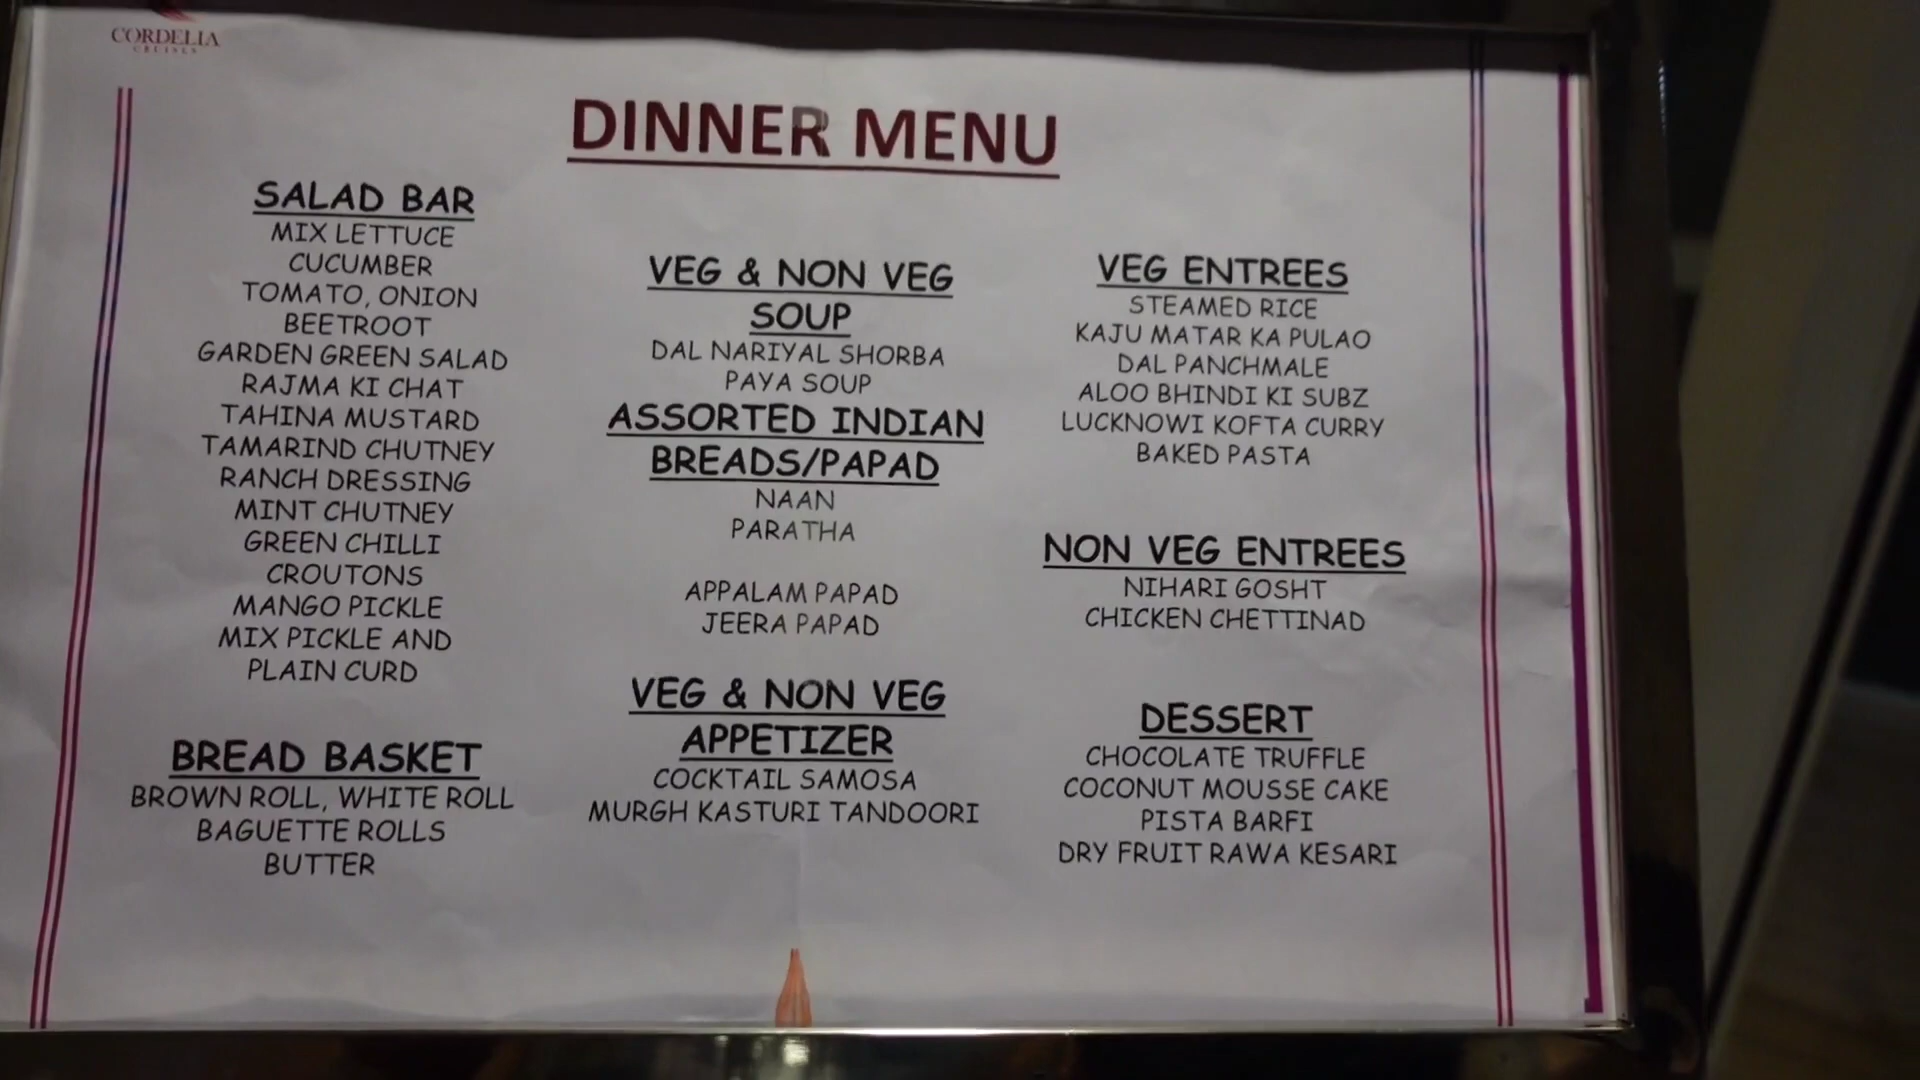 CORDELIA
CRUISES
DINNER MENU
SALAD BAR
MIX LETTUCE
CUCUMBER
TOMATO, ONION
BEETROOT
GARDEN GREEN SALAD
RAJMA KI CHAT
TAHINA MUSTARD
TAMARIND CHUTNEY
RANCH DRESSING
MINT CHUTNEY
GREEN CHILLI
CROUTONS
MANGO PICKLE
MIX PICKLE AND
PLAIN CURD
BREAD BASKET
BROWN ROLL, WHITE ROLL
BAGUETTE ROLLS
BUTTER
VEG & NON VEG
SOUP
DAL NARIYAL SHORBA
PAYA SOUP
ASSORTED INDIAN
BREADS/PAPAD
NAAN
PARATHA
APPALAM PAPAD
JEERA PAPAD
VEG & NON VEG
APPETIZER
COCKTAIL SAMOSA
MURGH KASTURI TANDOORI
VEG ENTREES
STEAMED RICE
KAJU MATAR KA PULAO
DAL PANCHMALE
ALOO BHINDI KI SUBZ
LUCKNOWI KOFTA CURRY
BAKED PASTA
NON VEG ENTREES
NIHARI GOSHT
CHICKEN CHETTINAD
DESSERT
CHOCOLATE TRUFFLE
COCONUT MOUSSE CAKE
PISTA BARFI
DRY FRUIT RAWA KESARI